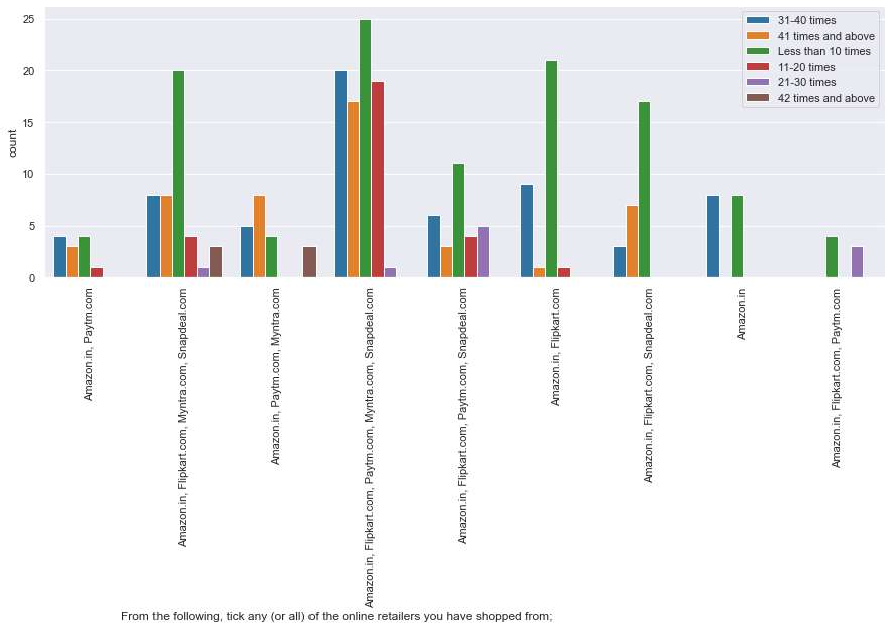 31-40 times
41 times and above
Less than 10 times
11-20 times
21-30 times
42 times and above
count
25
20
15
10
5
0
Amazon.in, Paytm.com
Amazon.in, Flipkart.com, Myntra.com, Snapdeal.com
Amazon.in, Paytm.com, Myntra.com
Amazon.in, Flipkart.com, Paytm.com, Myntra.com, Snapdeal.com
Amazon.in, Flipkart.com, Paytm.com, Snapdeal.com
Amazon.in, Flipkart.com
Amazon.in, Flipkart.com, Snapdeal.com
Amazon.in
Amazon.in, Flipkart.com, Paytm.com
From the following, tick any (or all) of the online retailers you have shopped from;